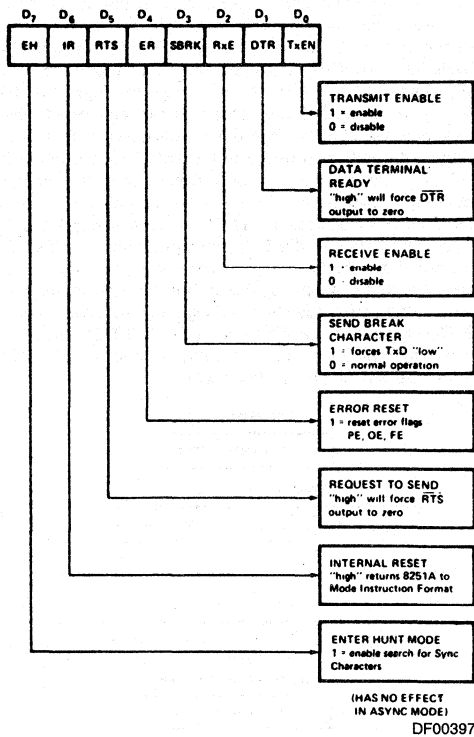 D₇ D₆ D₅ D₄ D₃ D₂ D₁ D₀
EH IR RTS ER SBRK RxE DTR TxEN
TRANSMIT ENABLE
1 = enable
0 = disable
DATA TERMINAL
READY
"high" will force D̅T̅R̅
output to zero
RECEIVE ENABLE
1 = enable
0 = disable
SEND BREAK
CHARACTER
1 = forces TxD "low"
0 = normal operation
ERROR RESET
1 = reset error flags
PE, OE, FE
REQUEST TO SEND
"high" will force R̅T̅S̅
output to zero
INTERNAL RESET
"high" returns 8251A to
Mode Instruction Format
ENTER HUNT MODE
1 = enable search for Sync
Characters
(HAS NO EFFECT
IN ASYNC MODE)
DF00397